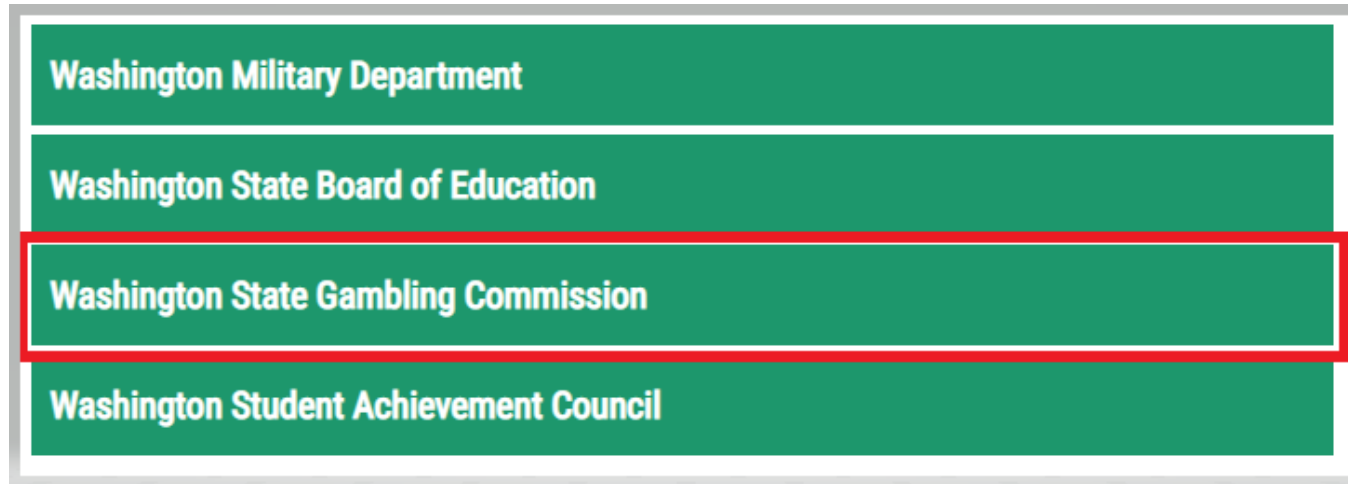 Washington Military Department
Washington State Board of Education
Washington State Gambling Commission
Washington Student Achievement Council